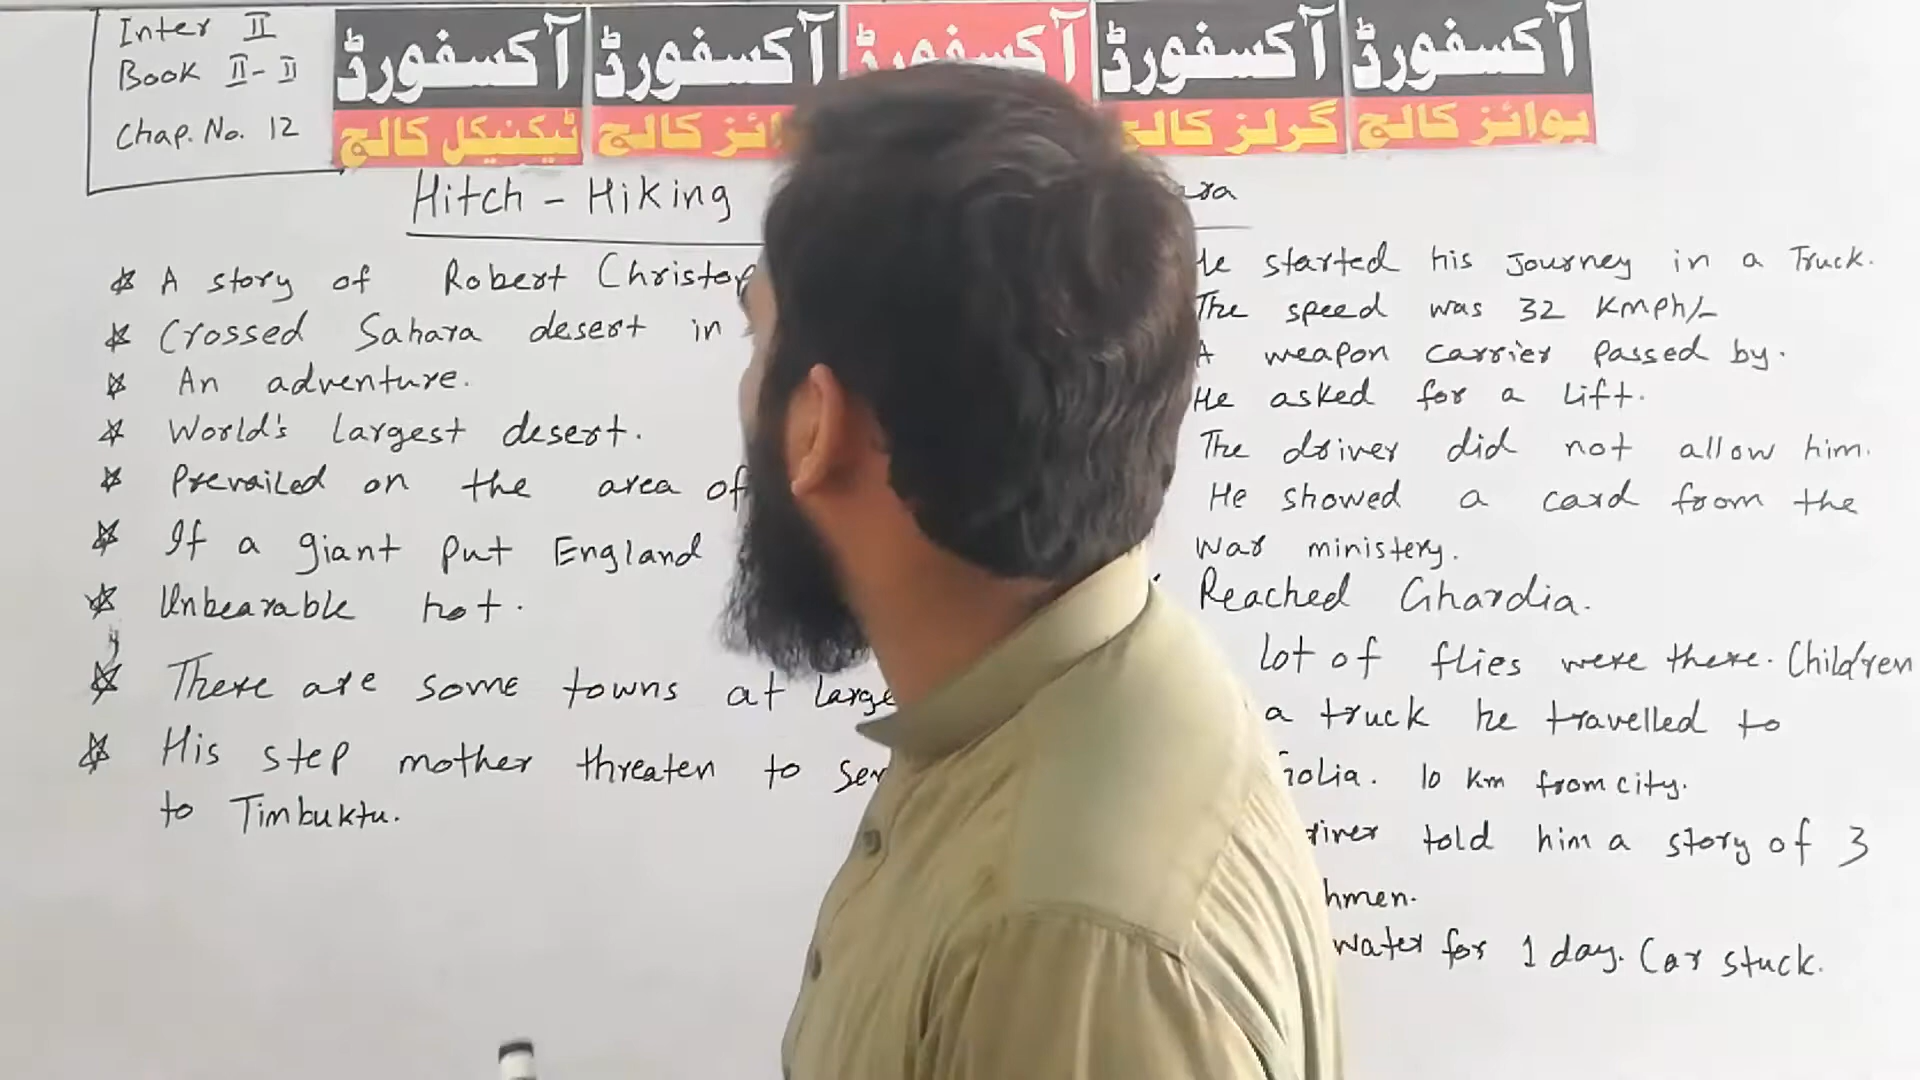 Inter II
Book II-II
Chap. No. 12
آکسفورڈ
ٹیکنیکل کالج
آکسفورڈ
کالج
آکسفورڈ
آکسفورڈ
گرلز کالج
آکسفورڈ
بوائز کالج
Hitch - Hiking
☆ A story of Robert
☆ Crossed Sahara desert in
☆ An adventure.
☆ World's largest desert.
☆ Prevailed on the area of
☆ If a giant put England
☆ Unbearable hot.
☆ There are some towns at large
☆ His step mother threaten to
to Timbuktu.
He started his Journey in a Truck.
The speed was 32 Kmph/-
A weapon carrier passed by.
He asked for a Lift.
The driver did not allow him.
He showed a card from the
war ministery.
Reached Ghardia.
lot of flies were there. Children
a truck he travelled to
10 km from city.
told him a story of 3
water for 1 day. Car stuck.